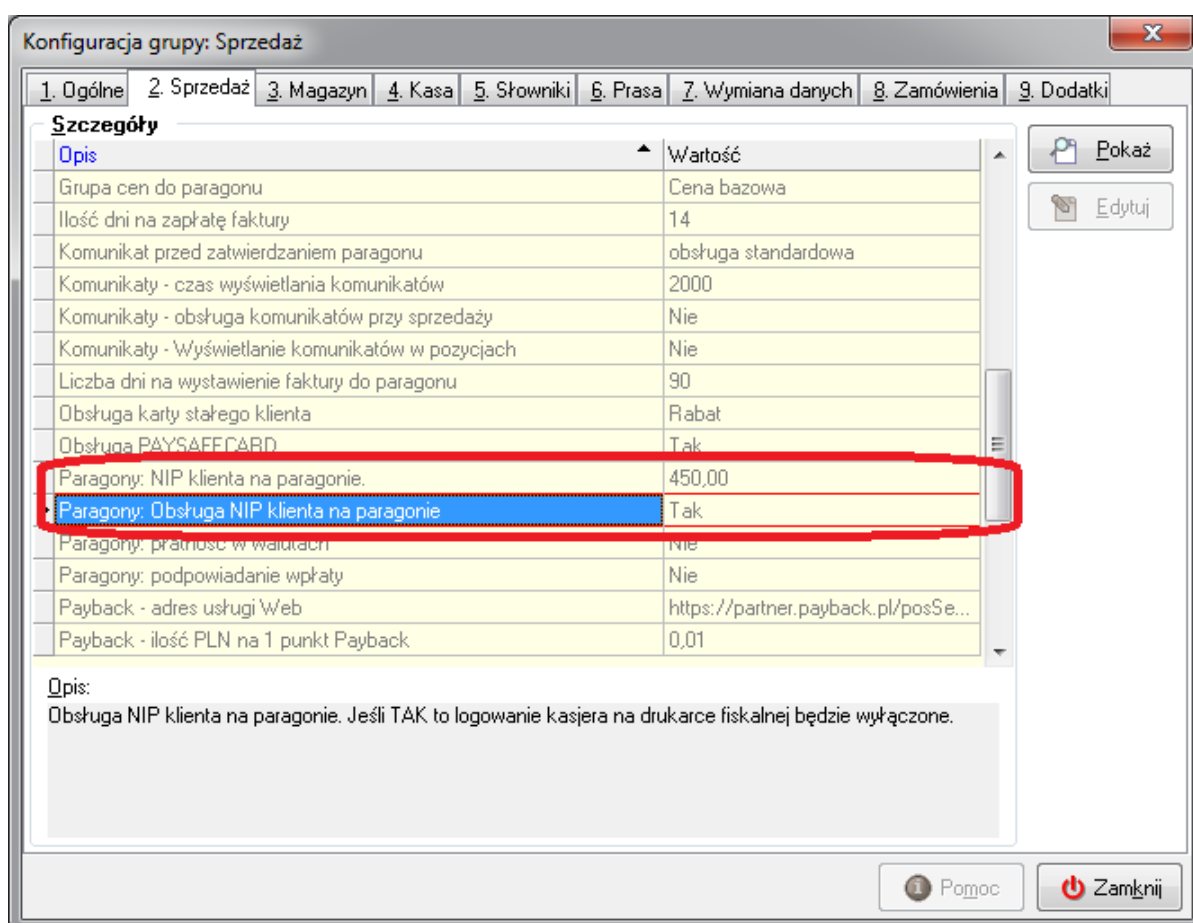 Konfiguracja grupy: Sprzedaż
1. Ogólne 2. Sprzedaż 3. Magazyn 4. Kasa 5. Słowniki 6. Prasa 7. Wymiana danych 8. Zamówienia 9. Dodatki
Szczegóły
Opis Wartość
Pokaż
Grupa cen do paragonu Cena bazowa
Edytuj
Ilość dni na zapłatę faktury 14
Komunikat przed zatwierdzaniem paragonu obsługa standardowa
Komunikaty - czas wyświetlania komunikatów 2000
Komunikaty - obsługa komunikatów przy sprzedaży Nie
Komunikaty - Wyświetlanie komunikatów w pozycjach Nie
Liczba dni na wystawienie faktury do paragonu 90
Obsługa karty stałego klienta Rabat
Obsługa PAYSAFECARD Tak
Paragony: NIP klienta na paragonie. 450,00
Paragony: Obsługa NIP klienta na paragonie Tak
Paragony: płatność w walutach Nie
Paragony: podpowiadanie wpłaty Nie
Payback - adres usługi Web https://partner.payback.pl/posSe...
Payback - ilość PLN na 1 punkt Payback 0,01
Opis:
Obsługa NIP klienta na paragonie. Jeśli TAK to logowanie kasjera na drukarce fiskalnej będzie wyłączone.
Pomoc Zamknij